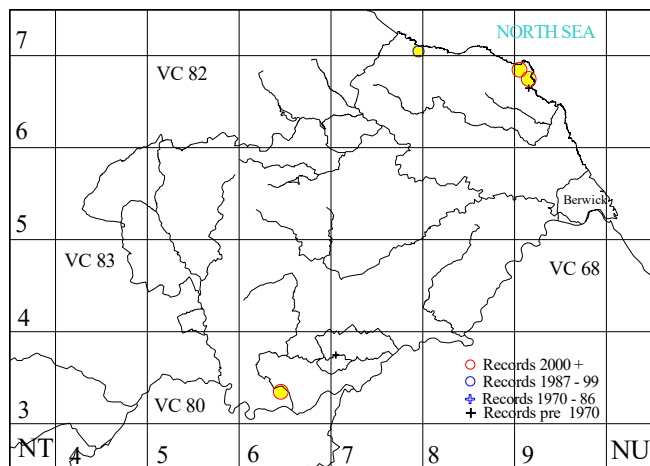 7
NORTH SEA
VC 82
6
Berwick
5
VC 83
VC 68
4
Records 2000 +
Records 1987 - 99
Records 1970 - 86
VC 80
Records pre 1970
3
NT 4 5 6 7 8 9 NU